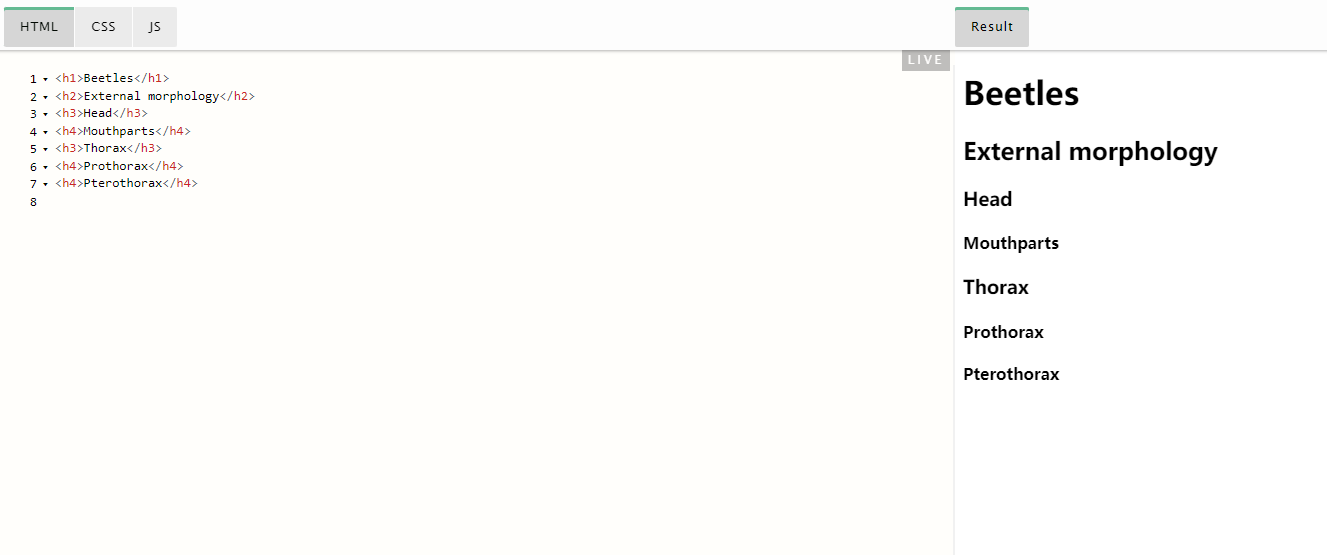 HTML CSS JS
Result
LIVE
1 <h1>Beetles</h1>
2 <h2>External morphology</h2>
3 <h3>Head</h3>
4 <h4>Mouthparts</h4>
5 <h3>Thorax</h3>
6 <h4>Prothorax</h4>
7 <h4>Pterothorax</h4>
8
Beetles
External morphology
Head
Mouthparts
Thorax
Prothorax
Pterothorax